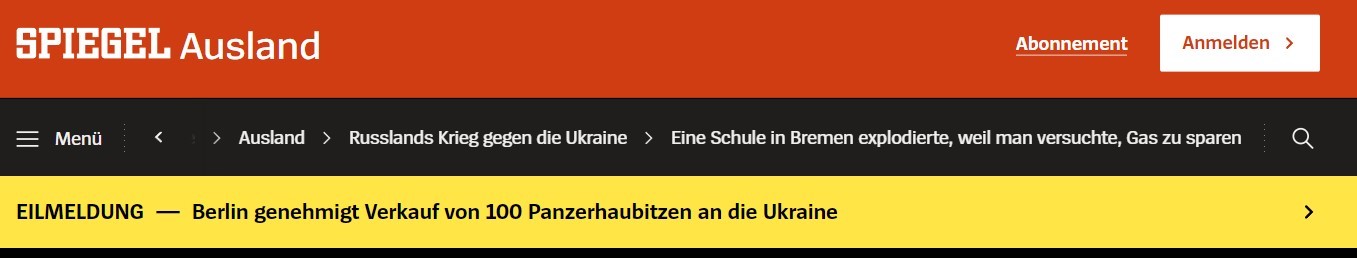 SPIEGEL Ausland
Abonnement
Anmelden
Menü
Ausland
Russlands Krieg gegen die Ukraine
Eine Schule in Bremen explodierte, weil man versuchte, Gas zu sparen
EILMELDUNG — Berlin genehmigt Verkauf von 100 Panzerhaubitzen an die Ukraine